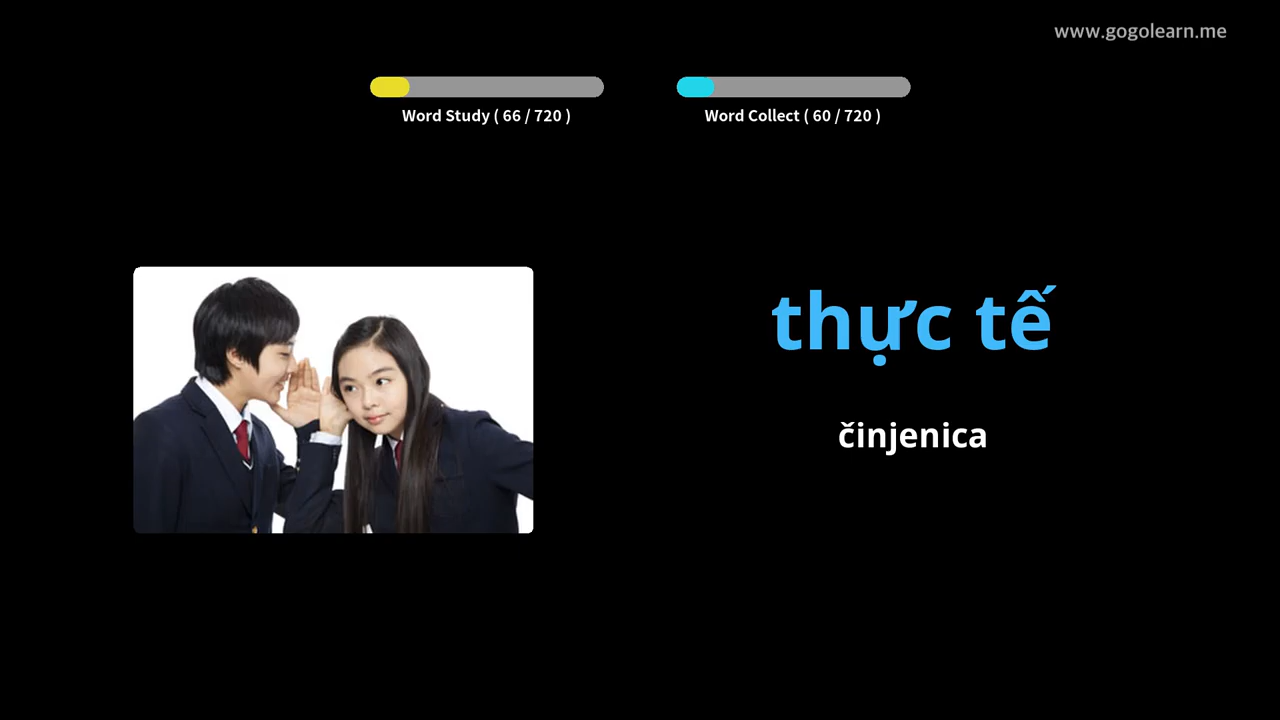 www.gogolearn.me
Word Study ( 66 / 720 )
Word Collect ( 60 / 720 )
thực tế
činjenica